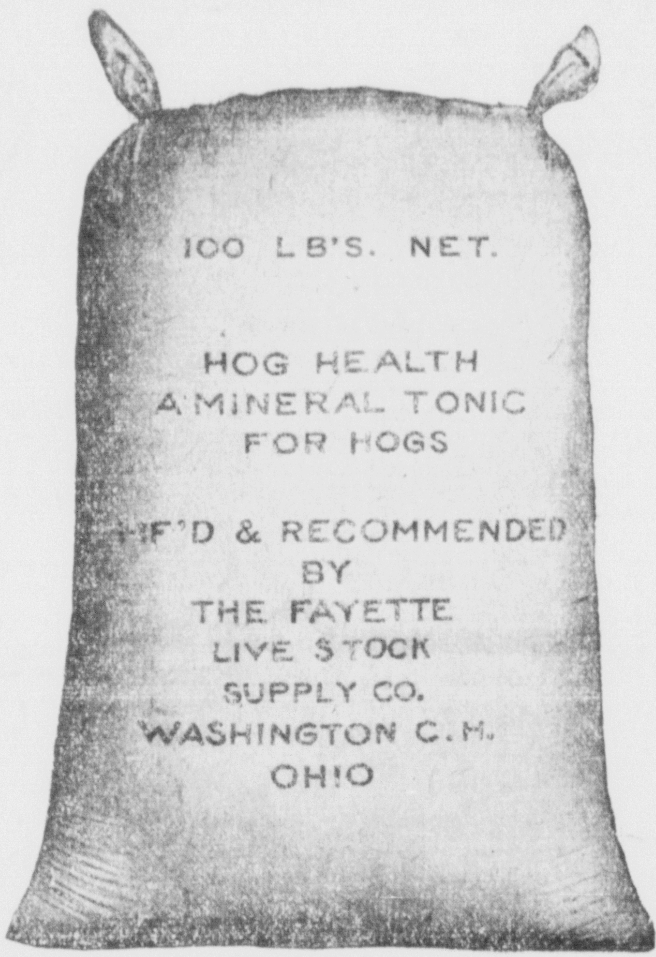 100 LB'S. NET.
HOG HEALTH
A MINERAL TONIC
FOR HOGS
MF'D & RECOMMENDED
BY
THE FAYETTE
LIVE STOCK
SUPPLY CO.
WASHINGTON C.H.
OHIO